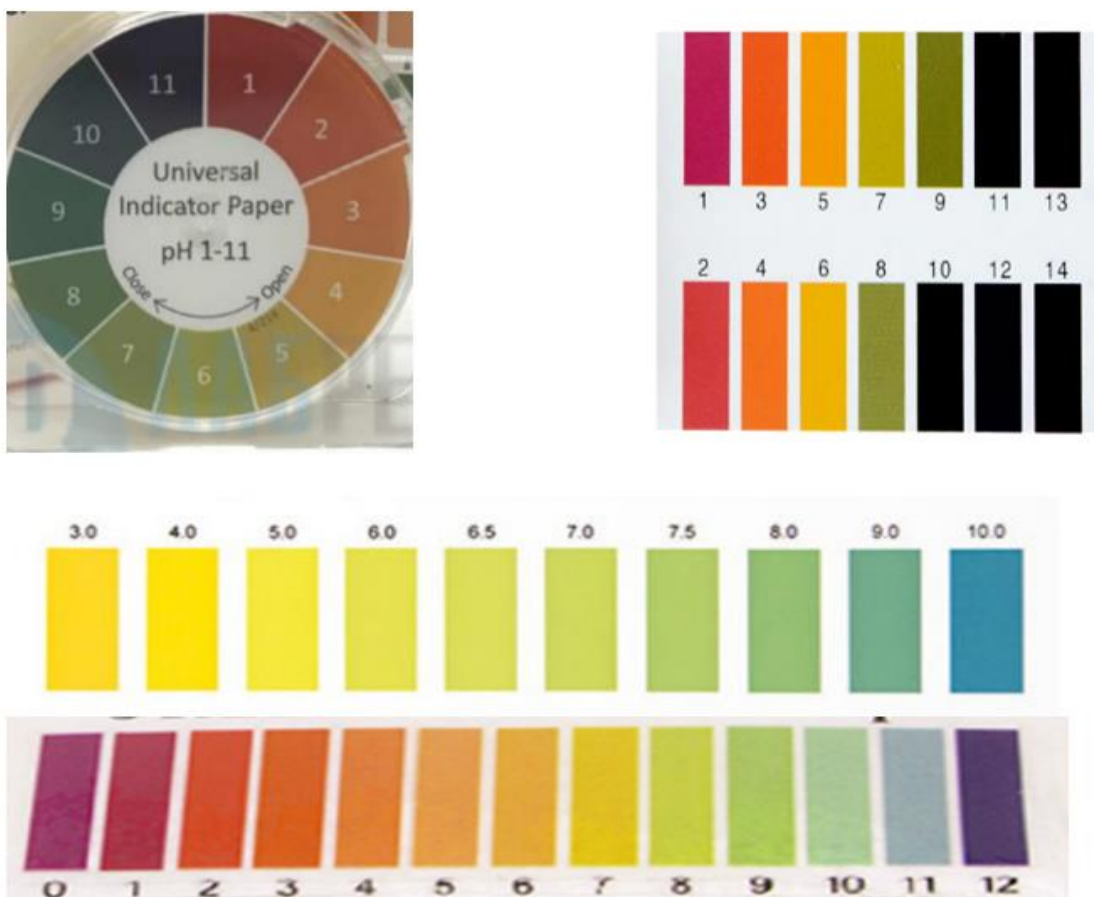 11 1
10 2
Universal
Indicator Paper
9 3
pH 1-11
Close Open
8 4
7 5
6
1 3 5 7 9 11 13
2 4 6 8 10 12 14
3.0 4.0 5.0 6.0 6.5 7.0 7.5 8.0 9.0 10.0
0 1 2 3 4 5 6 7 8 9 10 11 12